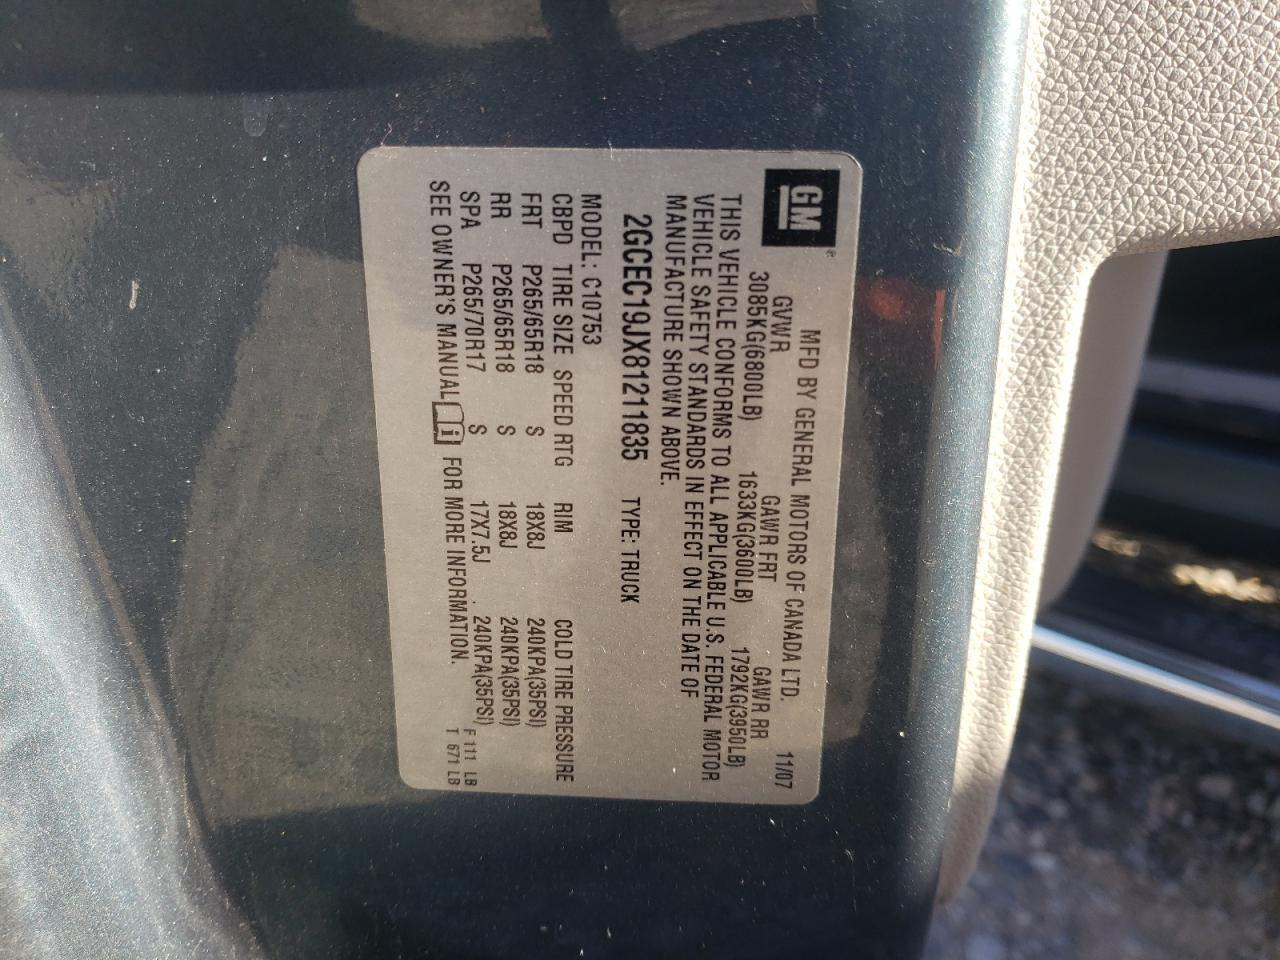 GM
MFD BY GENERAL MOTORS OF CANADA LTD. 11/07
GVWR GAWR FRT GAWR RR
3085KG(6800LB) 1633KG(3600LB) 1792KG(3950LB)
THIS VEHICLE CONFORMS TO ALL APPLICABLE U.S. FEDERAL MOTOR
VEHICLE SAFETY STANDARDS IN EFFECT ON THE DATE OF
MANUFACTURE SHOWN ABOVE.
2GCEC19JX81211835 TYPE: TRUCK
MODEL: C10753
CBPD TIRE SIZE SPEED RTG RIM COLD TIRE PRESSURE
FRT P265/65R18 S 18X8J 240KPA(35PSI)
RR P265/65R18 S 18X8J 240KPA(35PSI)
SPA P265/70R17 S 17X7.5J 240KPA(35PSI) F 111 LB
SEE OWNER'S MANUAL i FOR MORE INFORMATION. T 671 LB